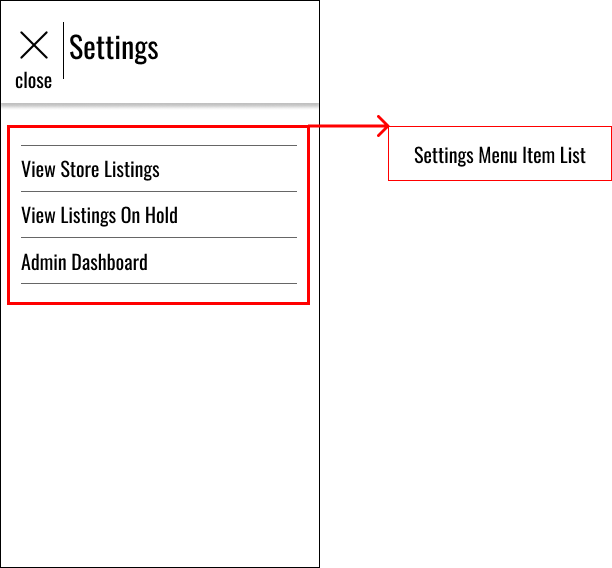 Settings
close
View Store Listings
View Listings On Hold
Admin Dashboard
Settings Menu Item List